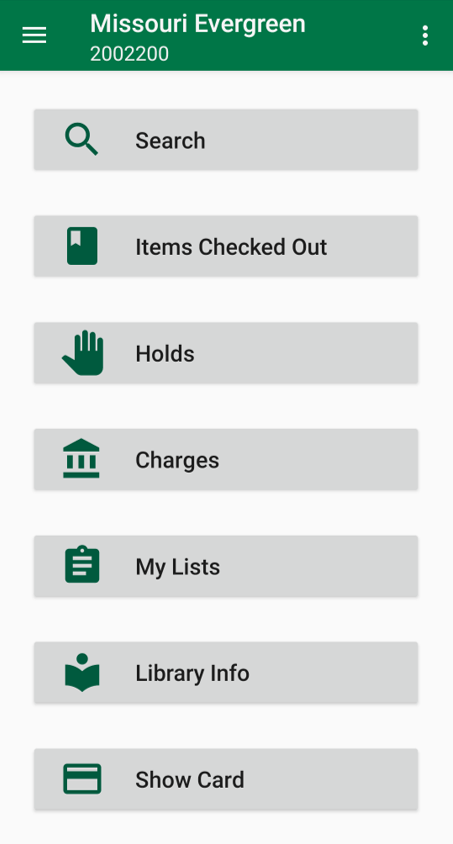 Missouri Evergreen
2002200
Search
Items Checked Out
Holds
Charges
My Lists
Library Info
Show Card